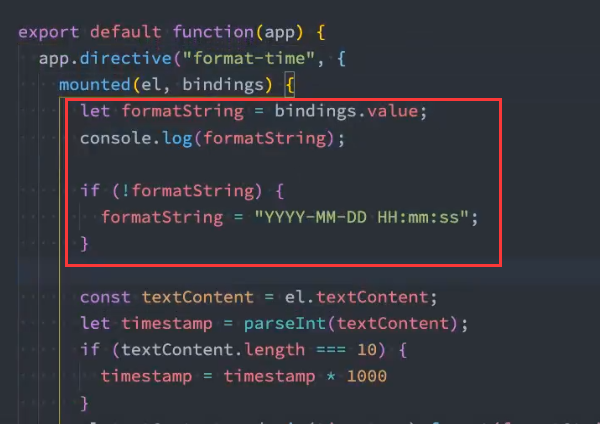 export default function(app) {
app.directive("format-time", {
mounted(el, bindings) {
let formatString = bindings.value;
console.log(formatString);
if (!formatString) {
formatString = "YYYY-MM-DD HH:mm:ss";
}
const textContent = el.textContent;
let timestamp = parseInt(textContent);
if (textContent.length === 10) {
timestamp = timestamp * 1000
}